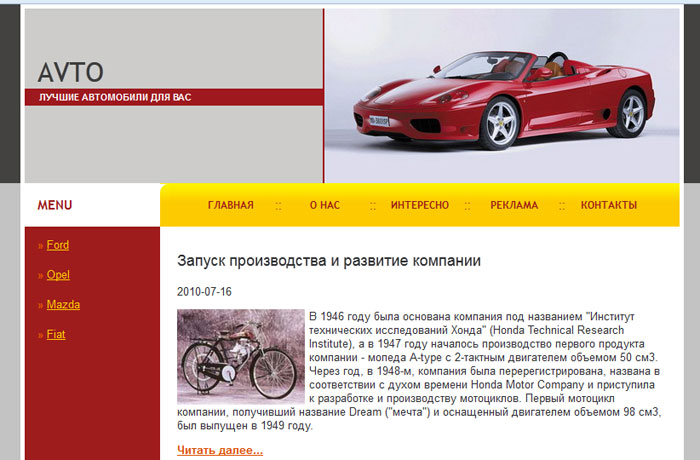 AVTO
ЛУЧШИЕ АВТОМОБИЛИ ДЛЯ ВАС
MENU
ГЛАВНАЯ :: О НАС :: ИНТЕРЕСНО :: РЕКЛАМА :: КОНТАКТЫ
» Ford
» Opel
» Mazda
» Fiat
Запуск производства и развитие компании
2010-07-16
В 1946 году была основана компания под названием "Институт
технических исследований Хонда" (Honda Technical Research
Institute), а в 1947 году началось производство первого продукта
компании - мопеда A-type с 2-тактным двигателем объемом 50 см3.
Через год, в 1948-м, компания была перерегистрирована, названа в
соответствии с духом времени Honda Motor Company и приступила
к разработке и производству мотоциклов. Первый мотоцикл
компании, получивший название Dream ("мечта") и оснащенный двигателем объемом 98 см3,
был выпущен в 1949 году.
Читать далее...